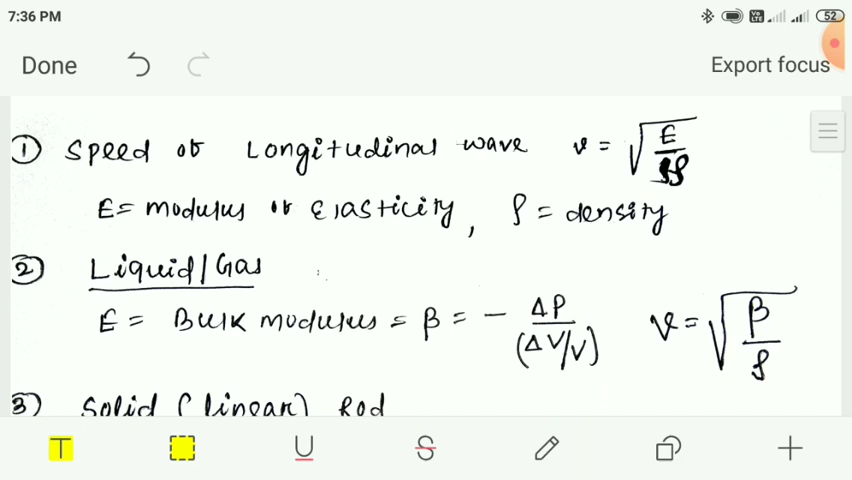 7:36 PM 52
Done Export focus
① Speed of Longitudinal wave v = √(E/ρ)
E = modulus of Elasticity, ρ = density
② Liquid/Gas
E = Bulk modulus = β = - ΔP/(ΔV/V) v = √(β/ρ)
3) Solid (linear) Rod
T U S